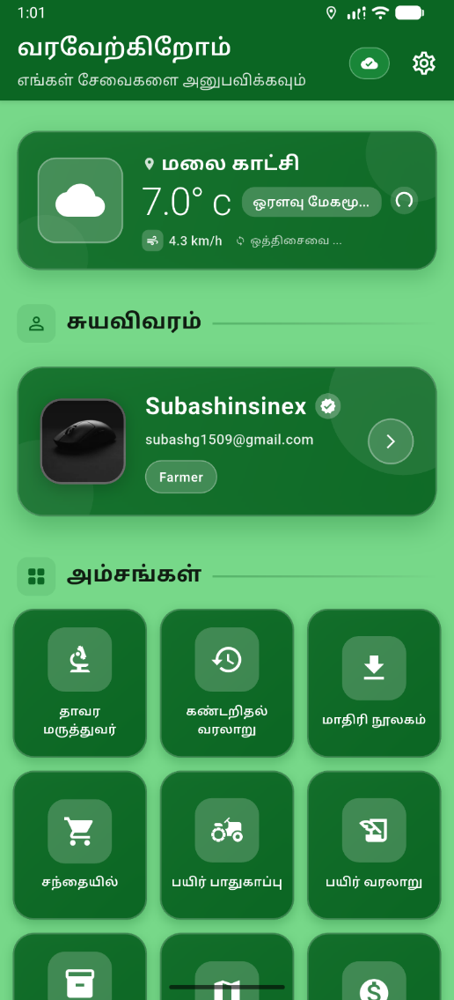 1:01
வரவேற்கிறோம்
எங்கள் சேவைகளை அனுபவிக்கவும்
மலை காட்சி
7.0° c ஓரளவு மேகமூ...
4.3 km/h ஒத்திசைவை ...
சுயவிவரம்
Subashinsinex
subashg1509@gmail.com
Farmer
அம்சங்கள்
தாவர மருத்துவர்
கண்டறிதல் வரலாறு
மாதிரி நூலகம்
சந்தையில்
பயிர் பாதுகாப்பு
பயிர் வரலாறு